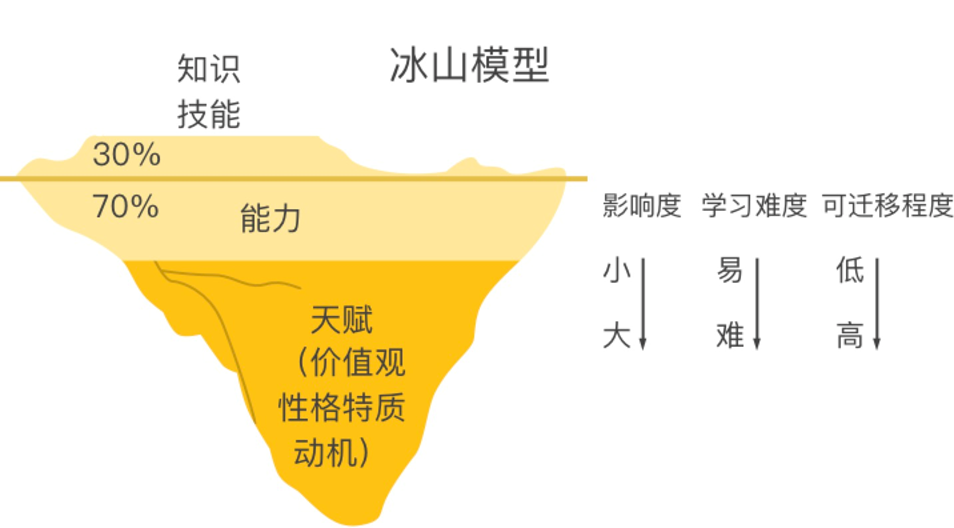 冰山模型
知识
技能
30%
70%
能力
天赋
（价值观
性格特质
动机）
影响度 学习难度 可迁移程度
小 易 低
大 难 高